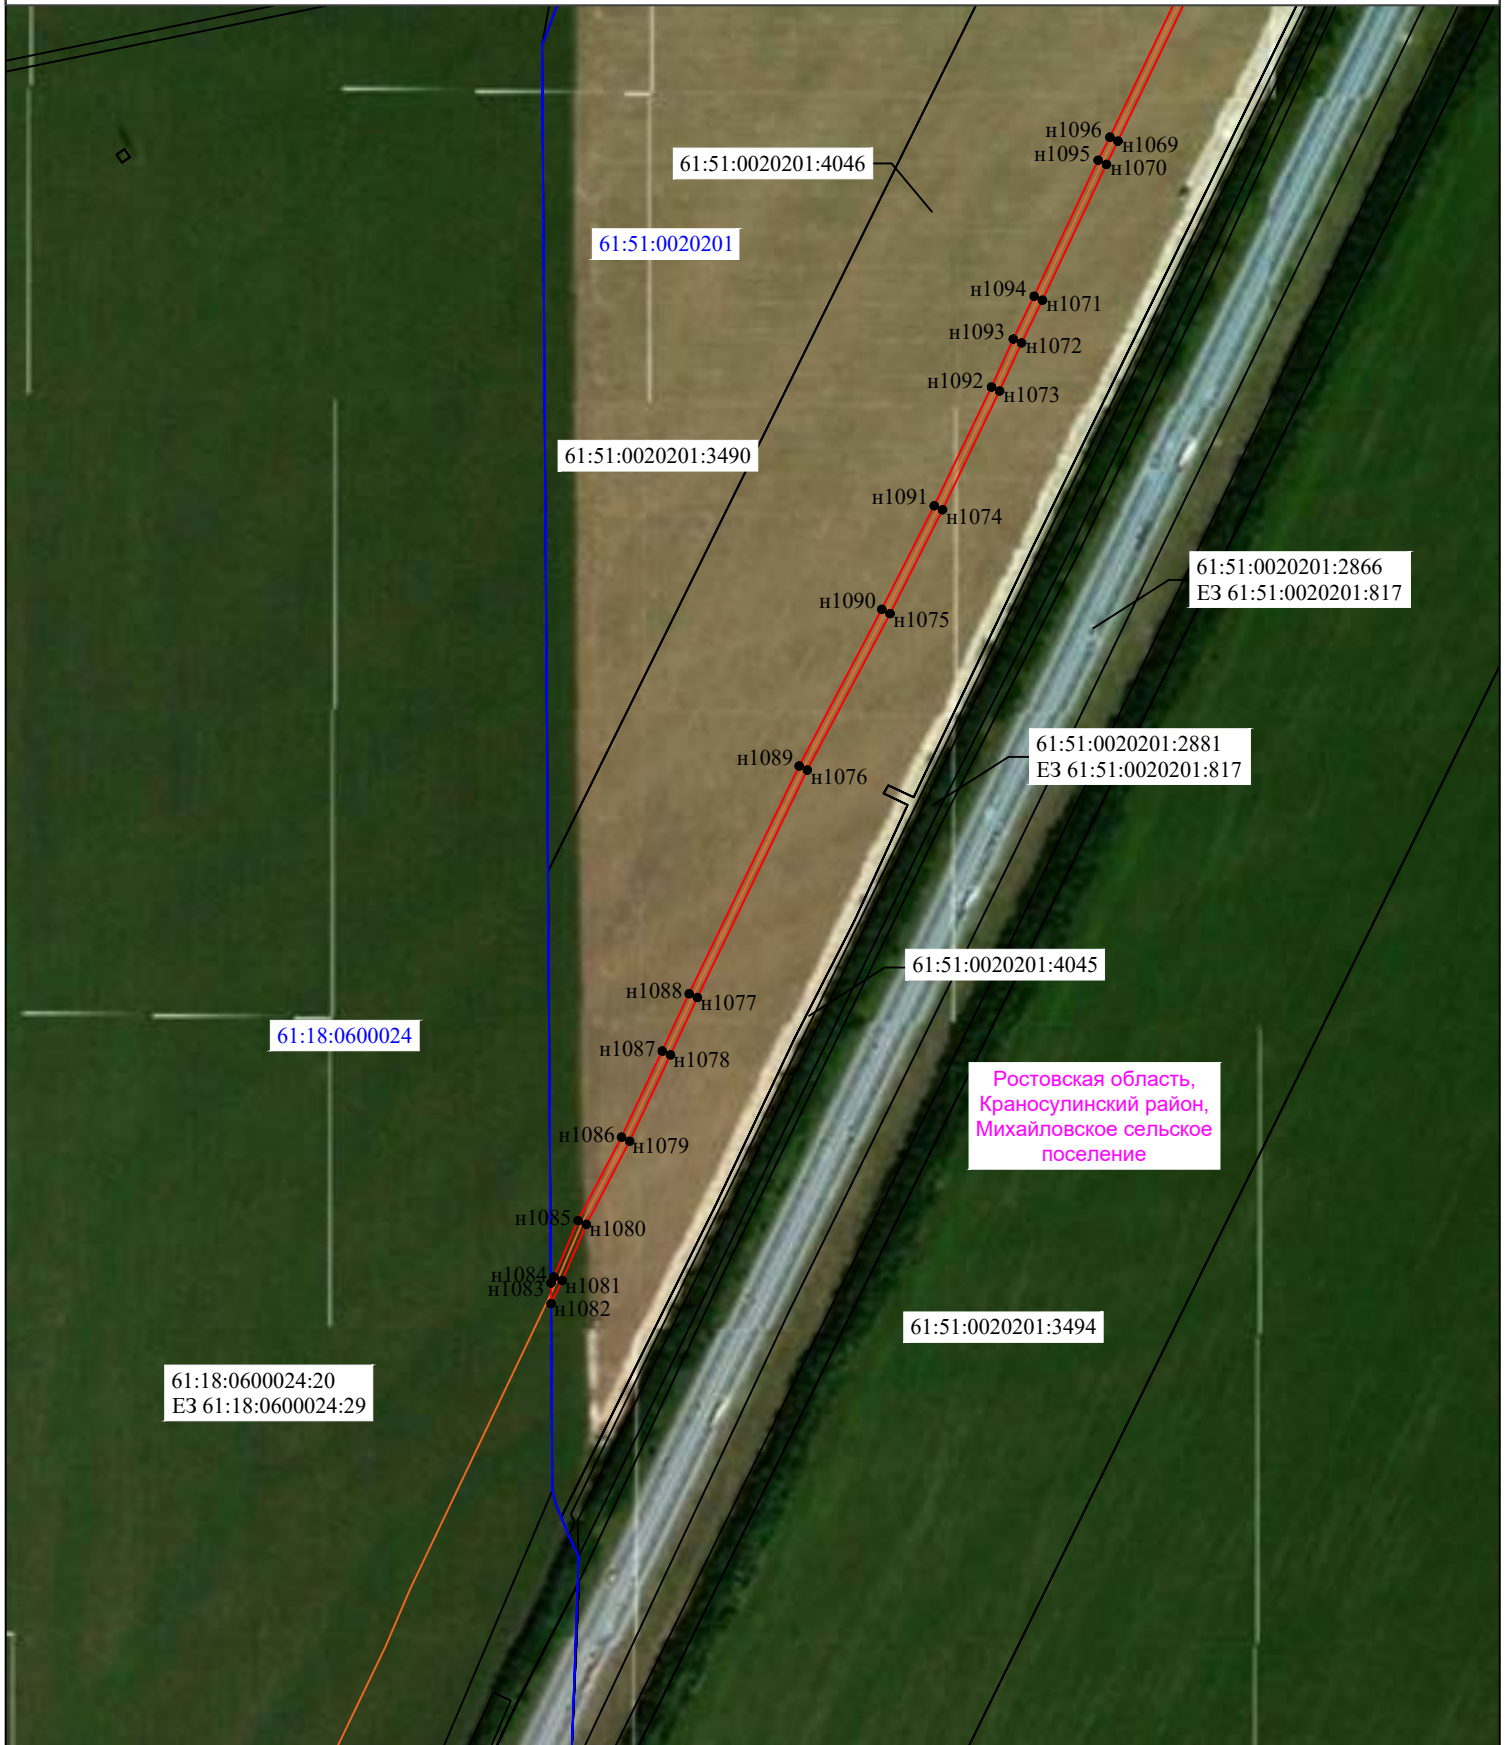 н1096
н1069
н1095
н1070
61:51:0020201:4046
61:51:0020201
н1094
н1071
н1093
н1072
н1092
н1073
61:51:0020201:3490
н1091
н1074
61:51:0020201:2866
ЕЗ 61:51:0020201:817
н1090
н1075
61:51:0020201:2881
ЕЗ 61:51:0020201:817
н1089
н1076
61:51:0020201:4045
н1088
н1077
61:18:0600024
н1087
н1078
Ростовская область,
Краносулинский район,
Михайловское сельское
поселение
н1086
н1079
н1085
н1080
н1084
н1081
н1083
н1082
61:51:0020201:3494
61:18:0600024:20
ЕЗ 61:18:0600024:29